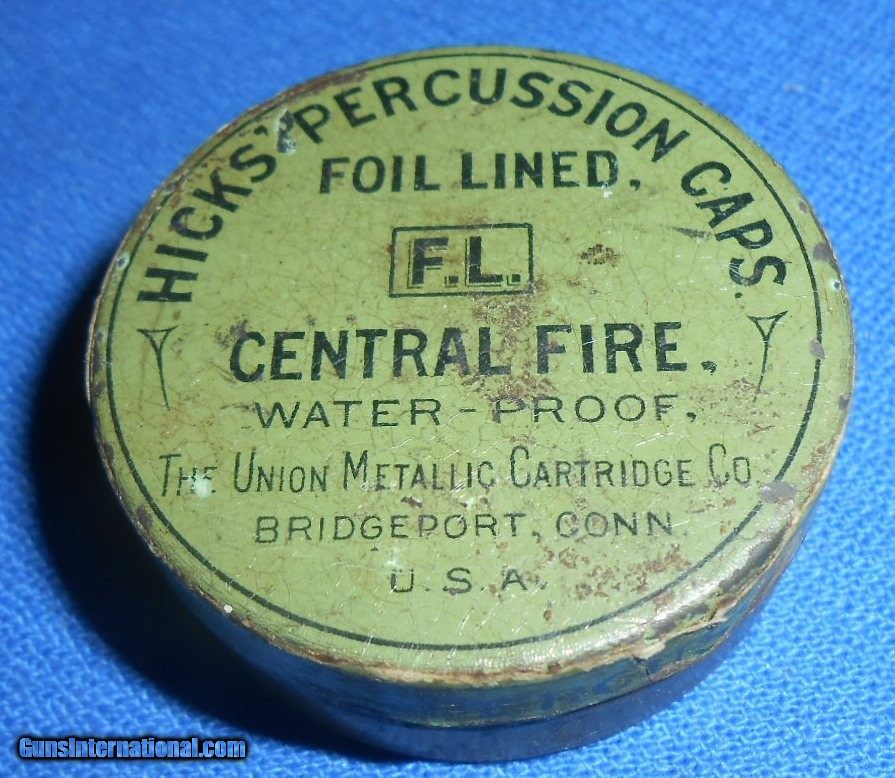 HICKS' PERCUSSION CAPS.
FOIL LINED.
F.L.
CENTRAL FIRE.
WATER-PROOF.
THE UNION METALLIC CARTRIDGE CO.
BRIDGEPORT, CONN.
U.S.A.
GunsInternational.com